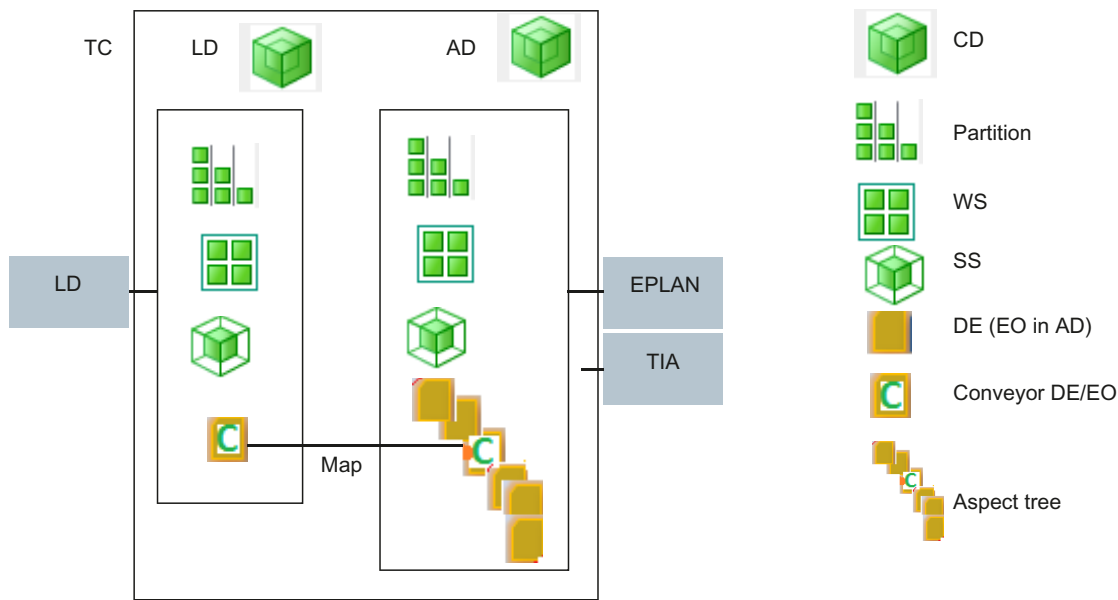 TC
LD
AD
LD
C
Map
C
EPLAN
TIA
CD
Partition
WS
SS
DE (EO in AD)
C
Conveyor DE/EO
C
Aspect tree